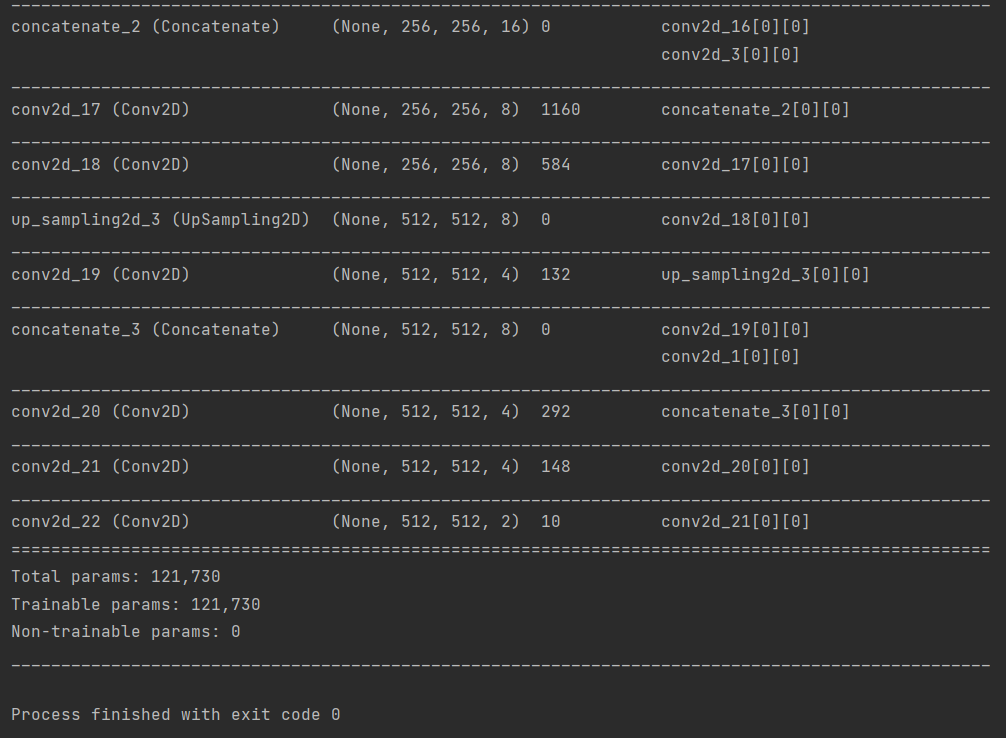 concatenate_2 (Concatenate) (None, 256, 256, 16) 0 conv2d_16[0][0]
conv2d_3[0][0]
conv2d_17 (Conv2D) (None, 256, 256, 8) 1160 concatenate_2[0][0]
conv2d_18 (Conv2D) (None, 256, 256, 8) 584 conv2d_17[0][0]
up_sampling2d_3 (UpSampling2D) (None, 512, 512, 8) 0 conv2d_18[0][0]
conv2d_19 (Conv2D) (None, 512, 512, 4) 132 up_sampling2d_3[0][0]
concatenate_3 (Concatenate) (None, 512, 512, 8) 0 conv2d_19[0][0]
conv2d_1[0][0]
conv2d_20 (Conv2D) (None, 512, 512, 4) 292 concatenate_3[0][0]
conv2d_21 (Conv2D) (None, 512, 512, 4) 148 conv2d_20[0][0]
conv2d_22 (Conv2D) (None, 512, 512, 2) 10 conv2d_21[0][0]
Total params: 121,730
Trainable params: 121,730
Non-trainable params: 0
Process finished with exit code 0